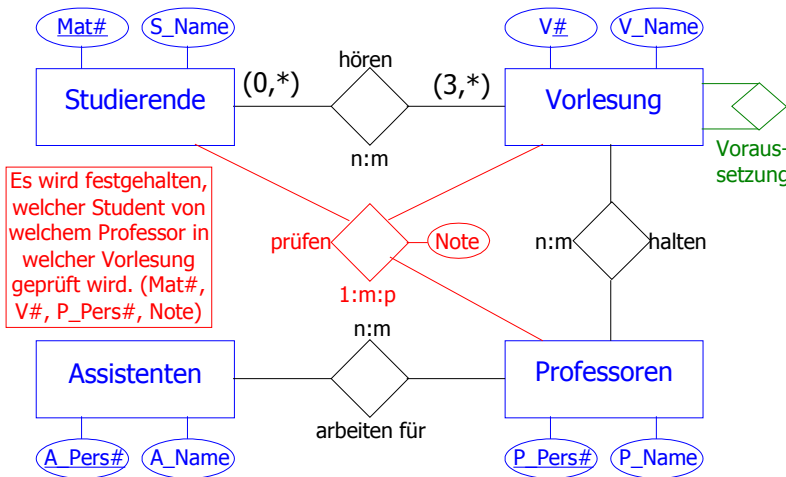 Mat#
S_Name
V#
V_Name
hören
Studierende
(0,*)
(3,*)
Vorlesung
n:m
Voraus-
setzung
Es wird festgehalten,
welcher Student von
welchem Professor in
welcher Vorlesung
geprüft wird. (Mat#,
V#, P_Pers#, Note)
prüfen
Note
n:m
halten
1:m:p
n:m
Assistenten
Professoren
arbeiten für
A_Pers#
A_Name
P_Pers#
P_Name